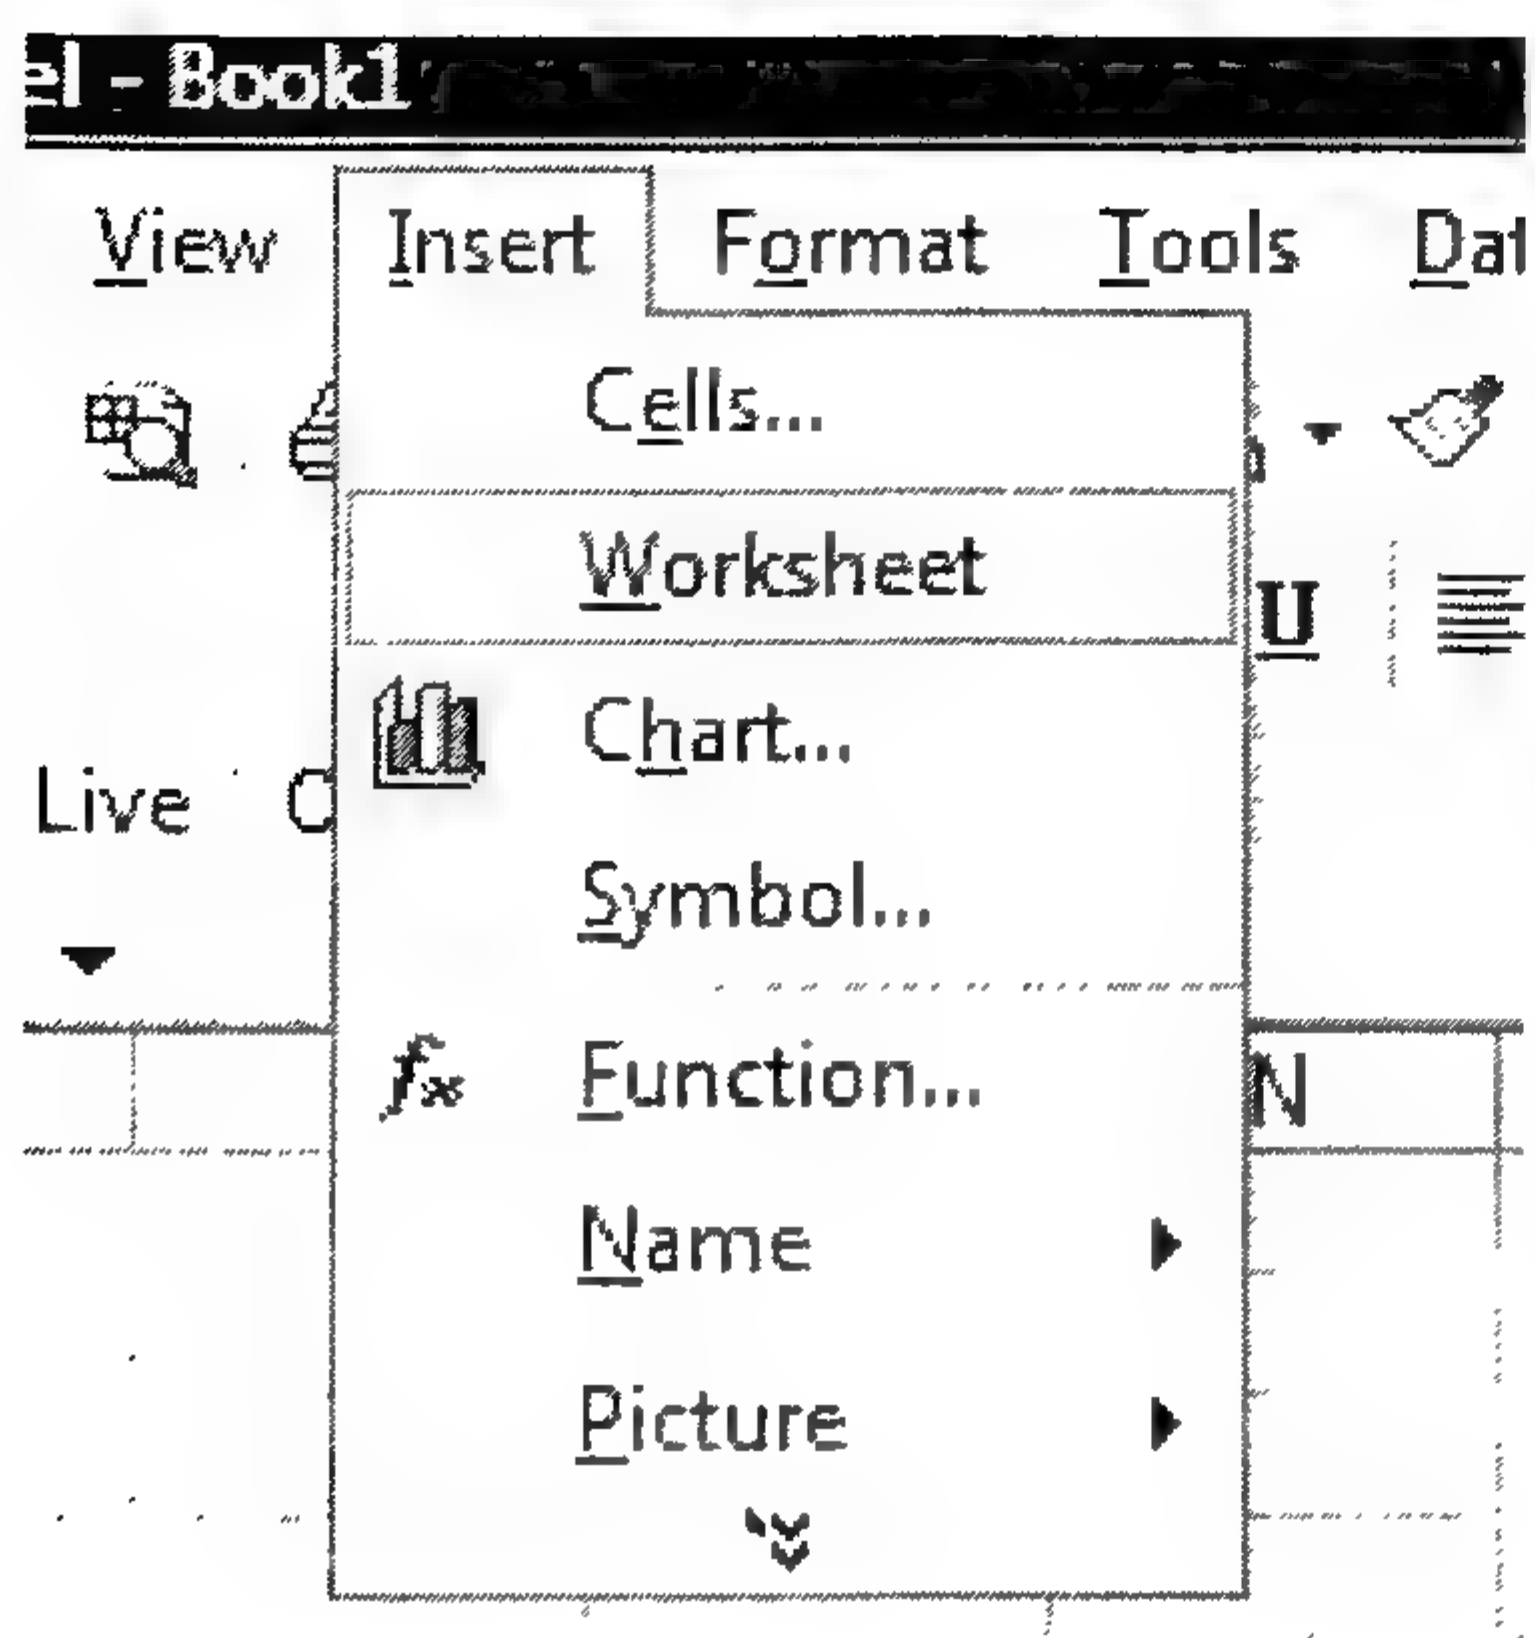 el - Book1
View Insert Format Tools Dat
Cells...
Worksheet
U
Chart...
Live C
Symbol...
fx Function...
N
Name
Picture